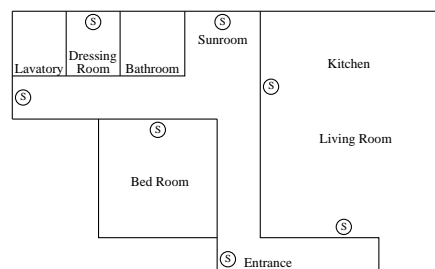 S
S
Sunroom
Dressing
Room
Lavatory
Bathroom
Kitchen
S
S
S
Living Room
Bed Room
S
S
Entrance